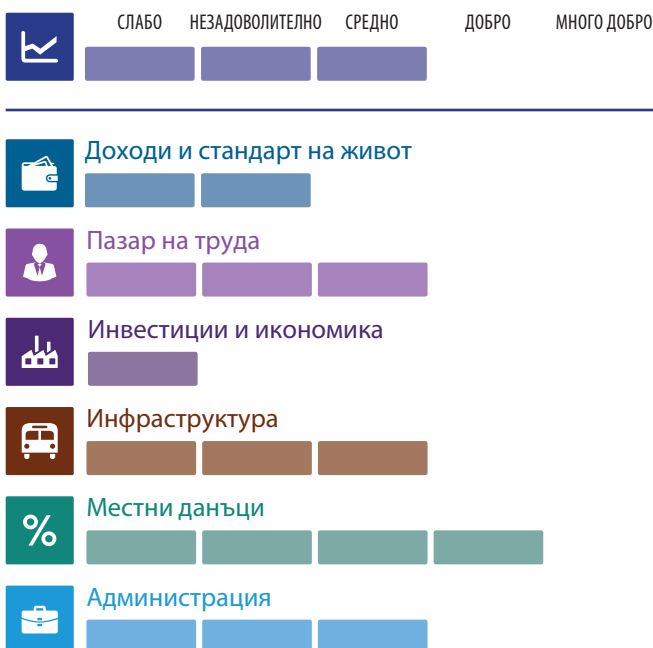 СЛАБО НЕЗАДОВОЛИТЕЛНО СРЕДНО ДОБРО МНОГО ДОБРО
Доходи и стандарт на живот
Пазар на труда
Инвестиции и икономика
Инфраструктура
Местни данъци
%
Администрация